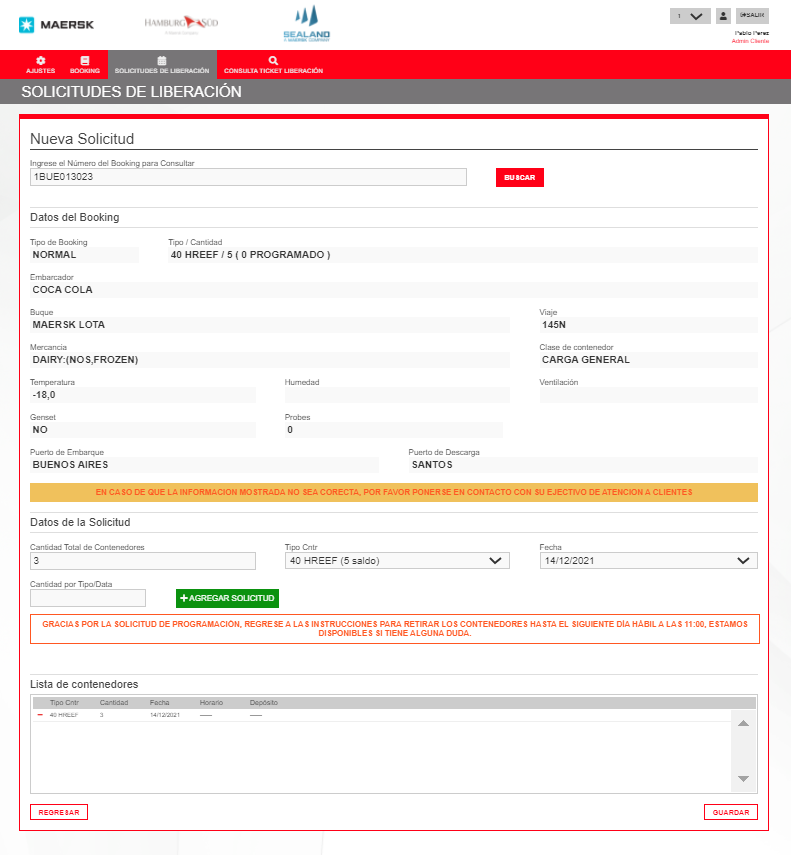 MAERSK
HAMBURG SÜD
SEALAND
A MAERSK COMPANY
1
SALIR
Pablo Perez
Admin Cliente
AJUSTES
BOOKING
SOLICITUDES DE LIBERACIÓN
CONSULTA TICKET LIBERACIÓN
SOLICITUDES DE LIBERACIÓN
Nueva Solicitud
Ingrese el Número del Booking para Consultar
1BUE013023
BUSCAR
Datos del Booking
Tipo de Booking
Tipo / Cantidad
NORMAL
40 HREEF / 5 ( 0 PROGRAMADO )
Embarcador
COCA COLA
Buque
Viaje
MAERSK LOTA
145N
Mercancia
Clase de contenedor
DAIRY:(NOS,FROZEN)
CARGA GENERAL
Temperatura
Humedad
Ventilación
-18,0
Genset
Probes
NO
0
Puerto de Embarque
Puerto de Descarga
BUENOS AIRES
SANTOS
EN CASO DE QUE LA INFORMACION MOSTRADA NO SEA CORECTA, POR FAVOR PONERSE EN CONTACTO CON SU EJECTIVO DE ATENCION A CLIENTES
Datos de la Solicitud
Cantidad Total de Contenedores
Tipo Cntr
Fecha
3
40 HREEF (5 saldo)
14/12/2021
Cantidad por Tipo/Data
+ AGREGAR SOLICITUD
GRACIAS POR LA SOLICITUD DE PROGRAMACIÓN, REGRESE A LAS INSTRUCCIONES PARA RETIRAR LOS CONTENEDORES HASTA EL SIGUIENTE DÍA HÁBIL A LAS 11:00, ESTAMOS
DISPONIBLES SI TIENE ALGUNA DUDA.
Lista de contenedores
Tipo Cntr Cantidad Fecha Horario Depósito
40 HREEF 3 14/12/2021 —— ——
REGRESAR
GUARDAR